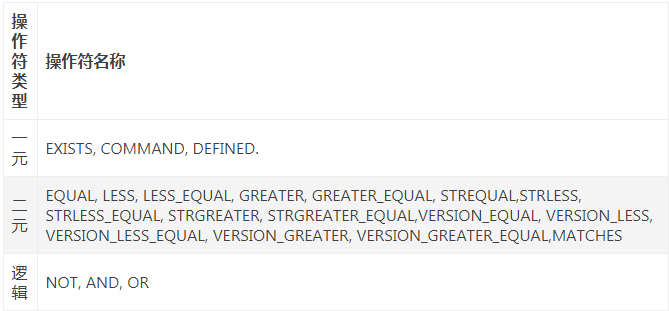 操作符类型
操作符名称
一元
EXISTS, COMMAND, DEFINED.
二元
EQUAL, LESS, LESS_EQUAL, GREATER, GREATER_EQUAL, STREQUAL,STRLESS,
STRLESS_EQUAL, STRGREATER, STRGREATER_EQUAL,VERSION_EQUAL, VERSION_LESS,
VERSION_LESS_EQUAL, VERSION_GREATER, VERSION_GREATER_EQUAL,MATCHES
逻辑
NOT, AND, OR